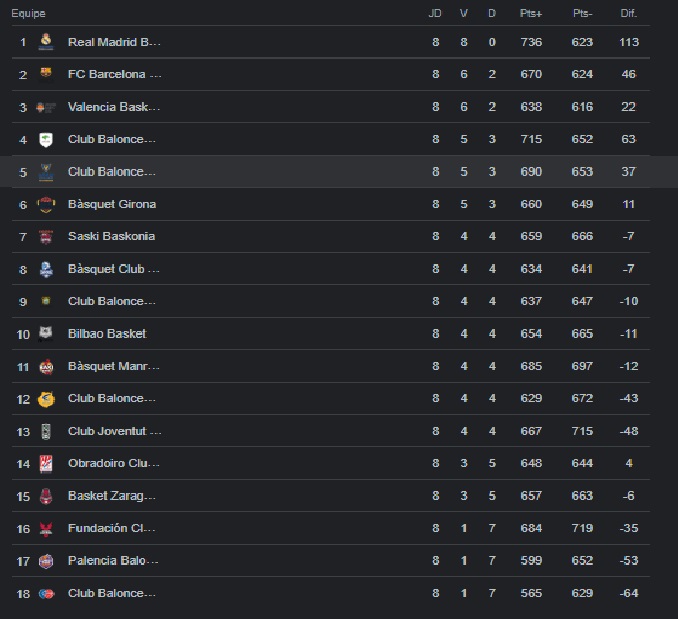 Equipe JD V D Pts+ Pts- Dif.
1 Real Madrid B... 8 8 0 736 623 113
2 FC Barcelona ... 8 6 2 670 624 46
3 Valencia Bask... 8 6 2 638 616 22
4 Club Balonce... 8 5 3 715 652 63
5 Club Balonce... 8 5 3 690 653 37
6 Bàsquet Girona 8 5 3 660 649 11
7 Saski Baskonia 8 4 4 659 666 -7
8 Bàsquet Club ... 8 4 4 634 641 -7
9 Club Balonce... 8 4 4 637 647 -10
10 Bilbao Basket 8 4 4 654 665 -11
11 Bàsquet Manr... 8 4 4 685 697 -12
12 Club Balonce... 8 4 4 629 672 -43
13 Club Joventut ... 8 4 4 667 715 -48
14 Obradoiro Clu... 8 3 5 648 644 4
15 Basket Zarag... 8 3 5 657 663 -6
16 Fundación Cl... 8 1 7 684 719 -35
17 Palencia Balo... 8 1 7 599 652 -53
18 Club Balonce... 8 1 7 565 629 -64